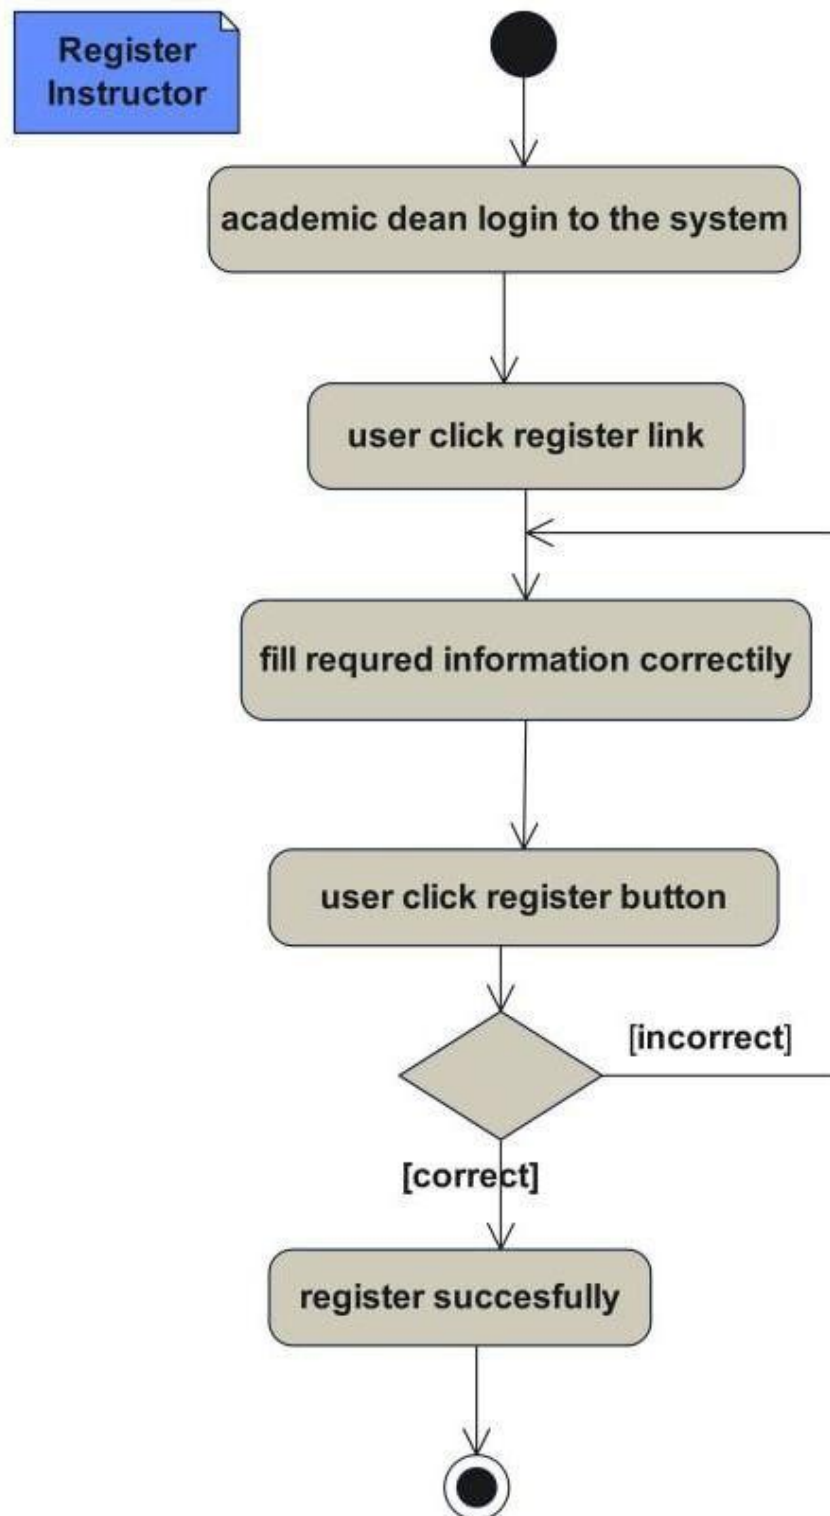 Register
Instructor
academic dean login to the system
user click register link
fill requred information correctily
user click register button
[incorrect]
[correct]
register succesfully